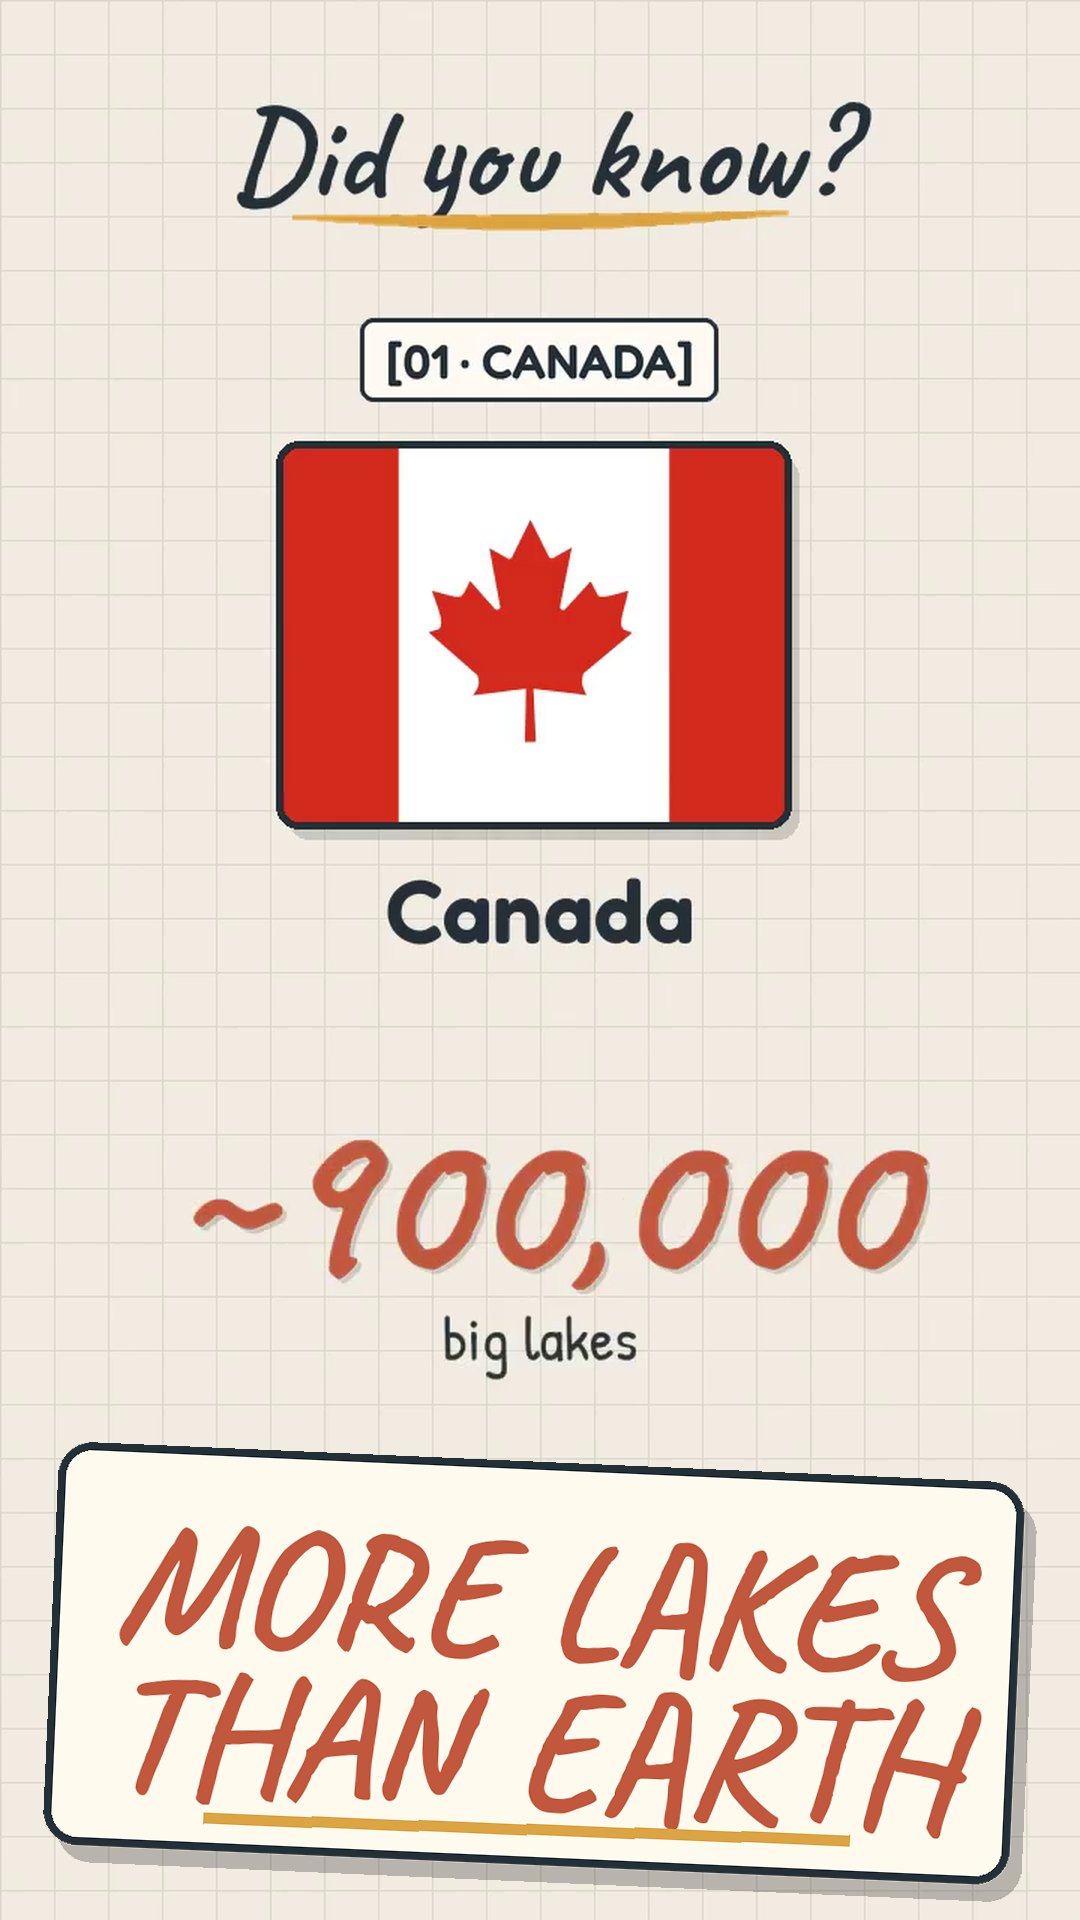 Did you know?
[01 · CANADA]
Canada
~900,000
big lakes
MORE LAKES
THAN EARTH